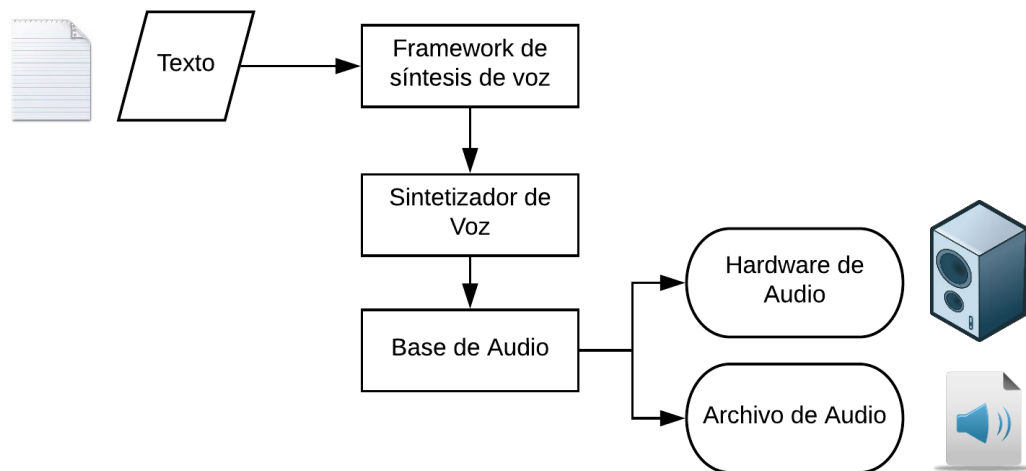 Texto
Framework de
síntesis de voz
Sintetizador de
Voz
Base de Audio
Hardware de
Audio
Archivo de Audio